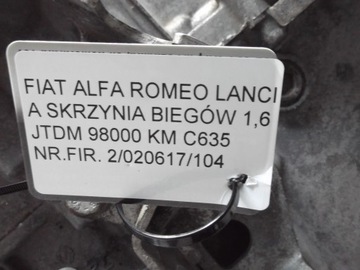 FIAT ALFA ROMEO LANCI
A SKRZYNIA BIEGÓW 1,6
JTDM 98000 KM C635
NR.FIR. 2/020617/104